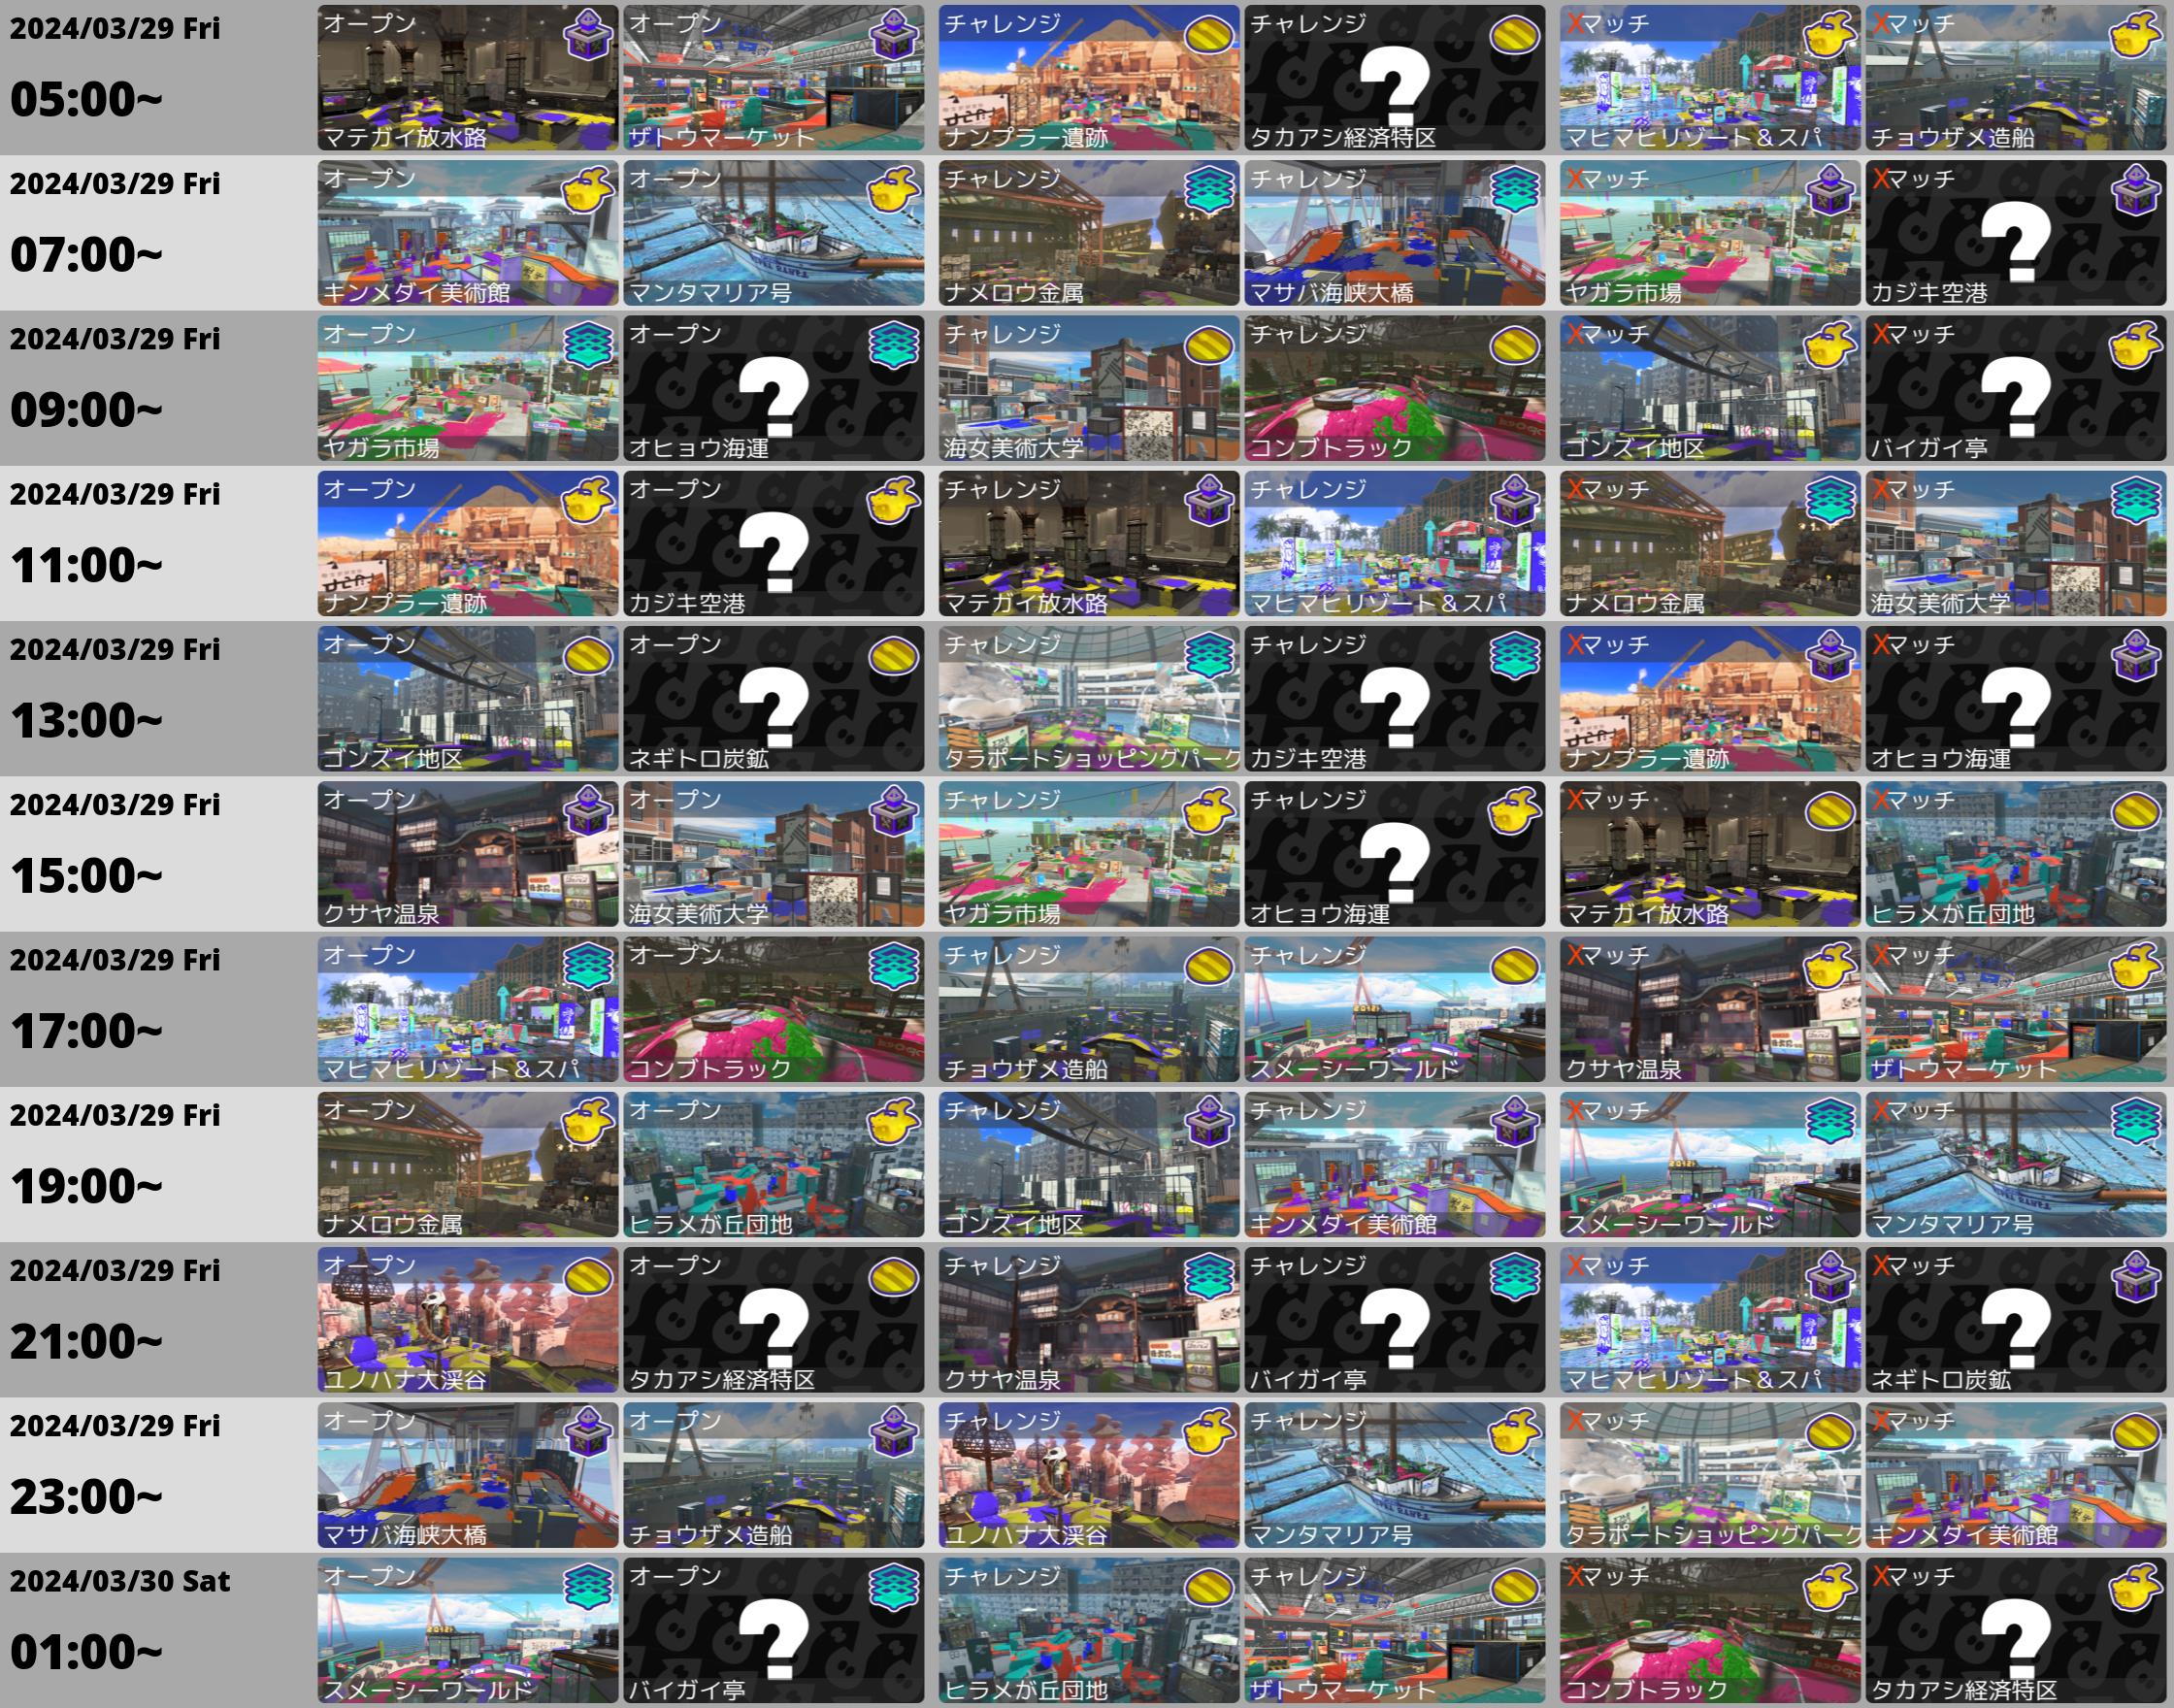 2024/03/29 Fri
05:00~
オープン
マテガイ放水路
オープン
ザトウマーケット
チャレンジ
ナンプラー遺跡
チャレンジ
タカアシ経済特区
Xマッチ
マヒマヒリゾート&スパ
Xマッチ
チョウザメ造船
2024/03/29 Fri
07:00~
オープン
キンメダイ美術館
オープン
マンタマリア号
チャレンジ
ナメロウ金属
チャレンジ
マサバ海峡大橋
Xマッチ
ヤガラ市場
Xマッチ
カジキ空港
2024/03/29 Fri
09:00~
オープン
ヤガラ市場
オープン
オヒョウ海運
チャレンジ
海女美術大学
チャレンジ
コンブトラック
Xマッチ
ゴンズイ地区
Xマッチ
バイガイ亭
2024/03/29 Fri
11:00~
オープン
ナンプラー遺跡
オープン
カジキ空港
チャレンジ
マテガイ放水路
チャレンジ
マヒマヒリゾート&スパ
Xマッチ
ナメロウ金属
Xマッチ
海女美術大学
2024/03/29 Fri
13:00~
オープン
ゴンズイ地区
オープン
ネギトロ炭鉱
チャレンジ
タラポートショッピングパーク
チャレンジ
カジキ空港
Xマッチ
ナンプラー遺跡
Xマッチ
オヒョウ海運
2024/03/29 Fri
15:00~
オープン
クサヤ温泉
オープン
海女美術大学
チャレンジ
ヤガラ市場
チャレンジ
オヒョウ海運
Xマッチ
マテガイ放水路
Xマッチ
ヒラメが丘団地
2024/03/29 Fri
17:00~
オープン
マヒマヒリゾート&スパ
オープン
コンブトラック
チャレンジ
チョウザメ造船
チャレンジ
スメーシーワールド
Xマッチ
クサヤ温泉
Xマッチ
ザトウマーケット
2024/03/29 Fri
19:00~
オープン
ナメロウ金属
オープン
ヒラメが丘団地
チャレンジ
ゴンズイ地区
チャレンジ
キンメダイ美術館
Xマッチ
スメーシーワールド
Xマッチ
マンタマリア号
2024/03/29 Fri
21:00~
オープン
ユノハナ大渓谷
オープン
タカアシ経済特区
チャレンジ
クサヤ温泉
チャレンジ
バイガイ亭
Xマッチ
マヒマヒリゾート&スパ
Xマッチ
ネギトロ炭鉱
2024/03/29 Fri
23:00~
オープン
マサバ海峡大橋
オープン
チョウザメ造船
チャレンジ
ユノハナ大渓谷
チャレンジ
マンタマリア号
Xマッチ
タラポートショッピングパーク
Xマッチ
キンメダイ美術館
2024/03/30 Sat
01:00~
オープン
スメーシーワールド
オープン
バイガイ亭
チャレンジ
ヒラメが丘団地
チャレンジ
ザトウマーケット
Xマッチ
コンブトラック
Xマッチ
タカアシ経済特区